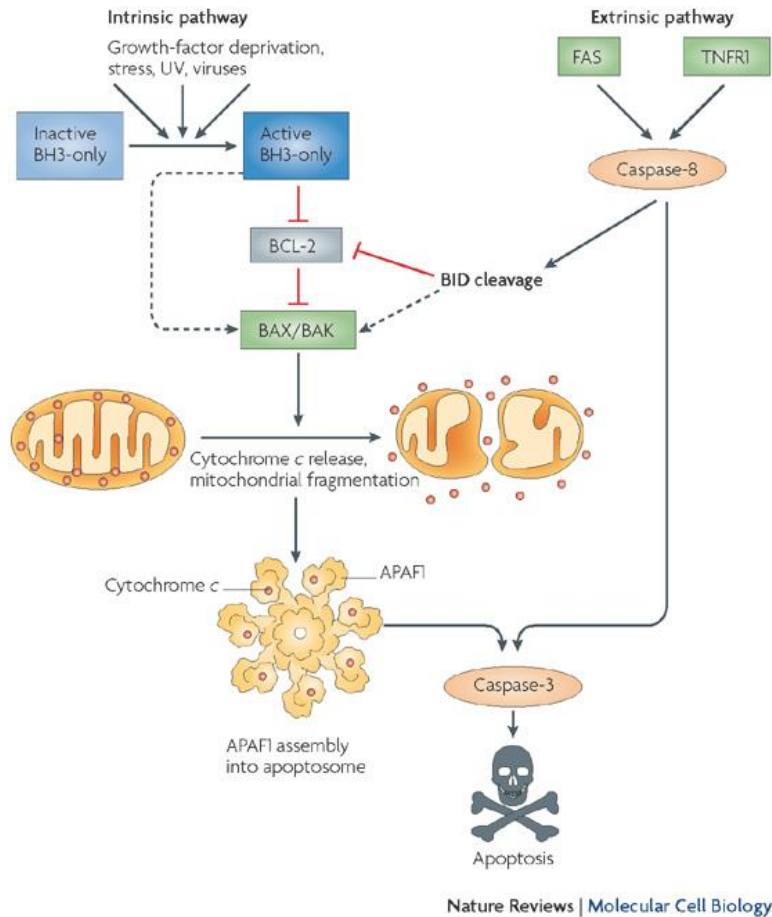 Intrinsic pathway
Growth-factor deprivation,
stress, UV, viruses
Extrinsic pathway
FAS
TNFR1
Inactive
BH3-only
Active
BH3-only
Caspase-8
BCL-2
BID cleavage
BAX/BAK
Cytochrome c release,
mitochondrial fragmentation
Cytochrome c
APAF1
Caspase-3
APAF1 assembly
into apoptosome
Apoptosis
Nature Reviews | Molecular Cell Biology